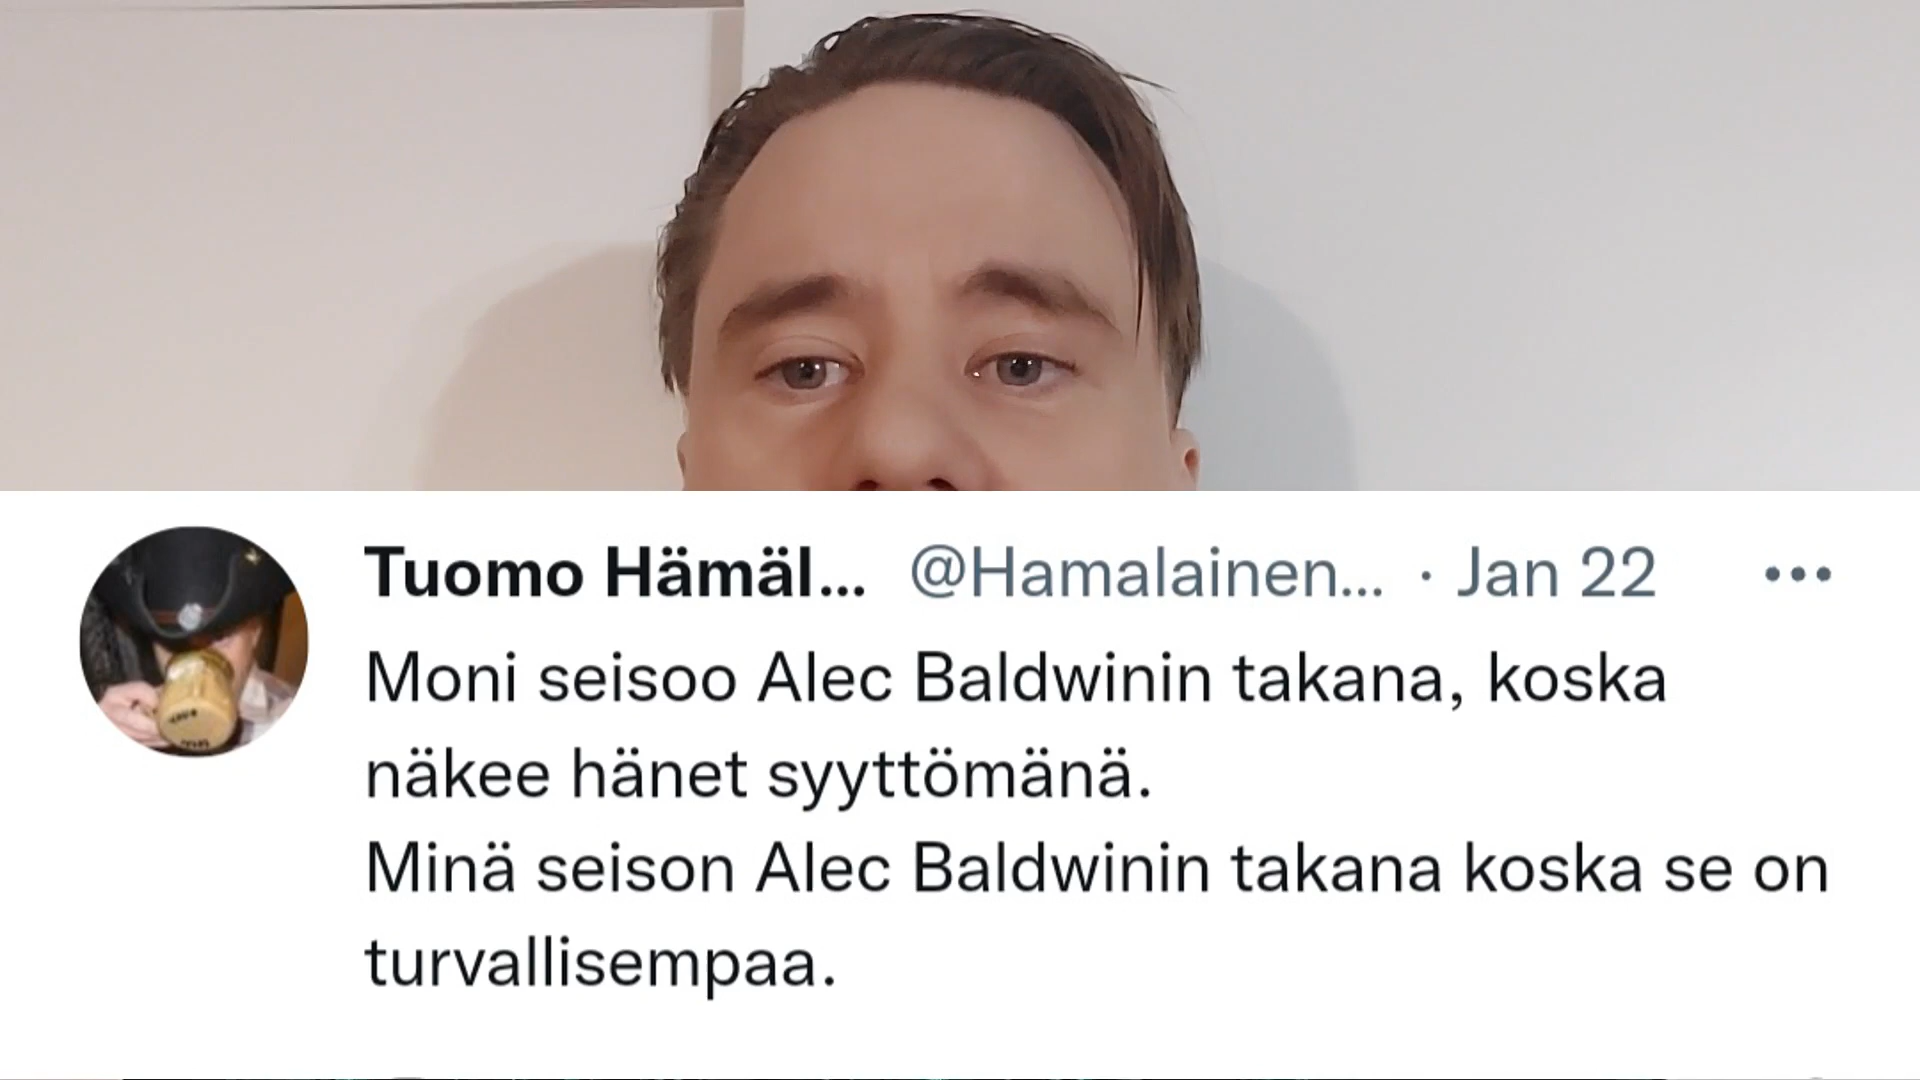 Tuomo Hämäl... @Hamalainen... · Jan 22 ...
Moni seisoo Alec Baldwinin takana, koska
näkee hänet syyttömänä.
Minä seison Alec Baldwinin takana koska se on
turvallisempaa.